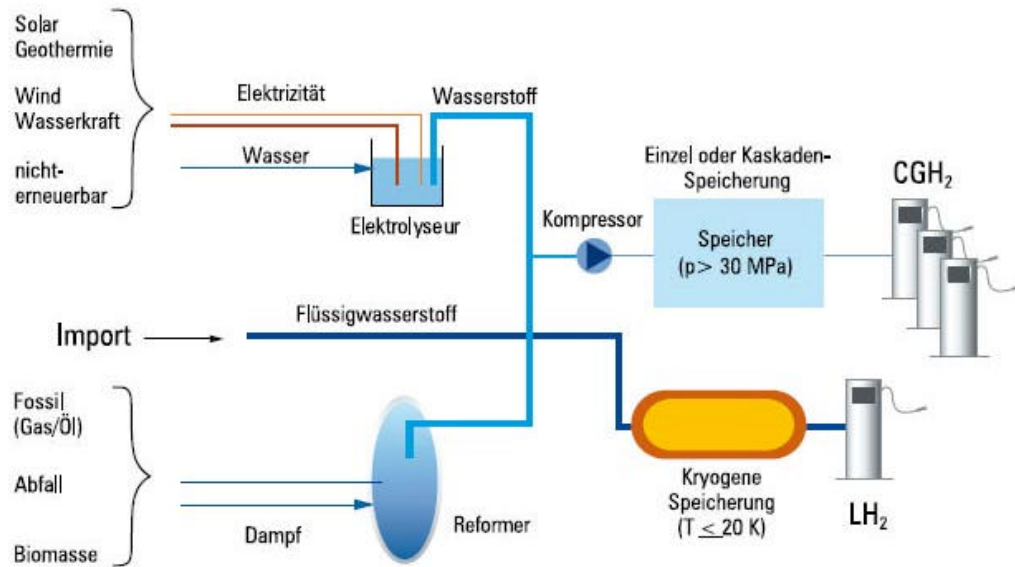 Solar
Geothermie
Wind
Wasserkraft
nicht-
erneuerbar
Elektrizität
Wasser
Wasserstoff
Elektrolyseur
Kompressor
Einzel oder Kaskaden-
Speicherung
Speicher
(p> 30 MPa)
CGH₂
Import
Flüssigwasserstoff
Fossil
(Gas/Öl)
Abfall
Biomasse
Dampf
Reformer
Kryogene
Speicherung
(T ≤ 20 K)
LH₂